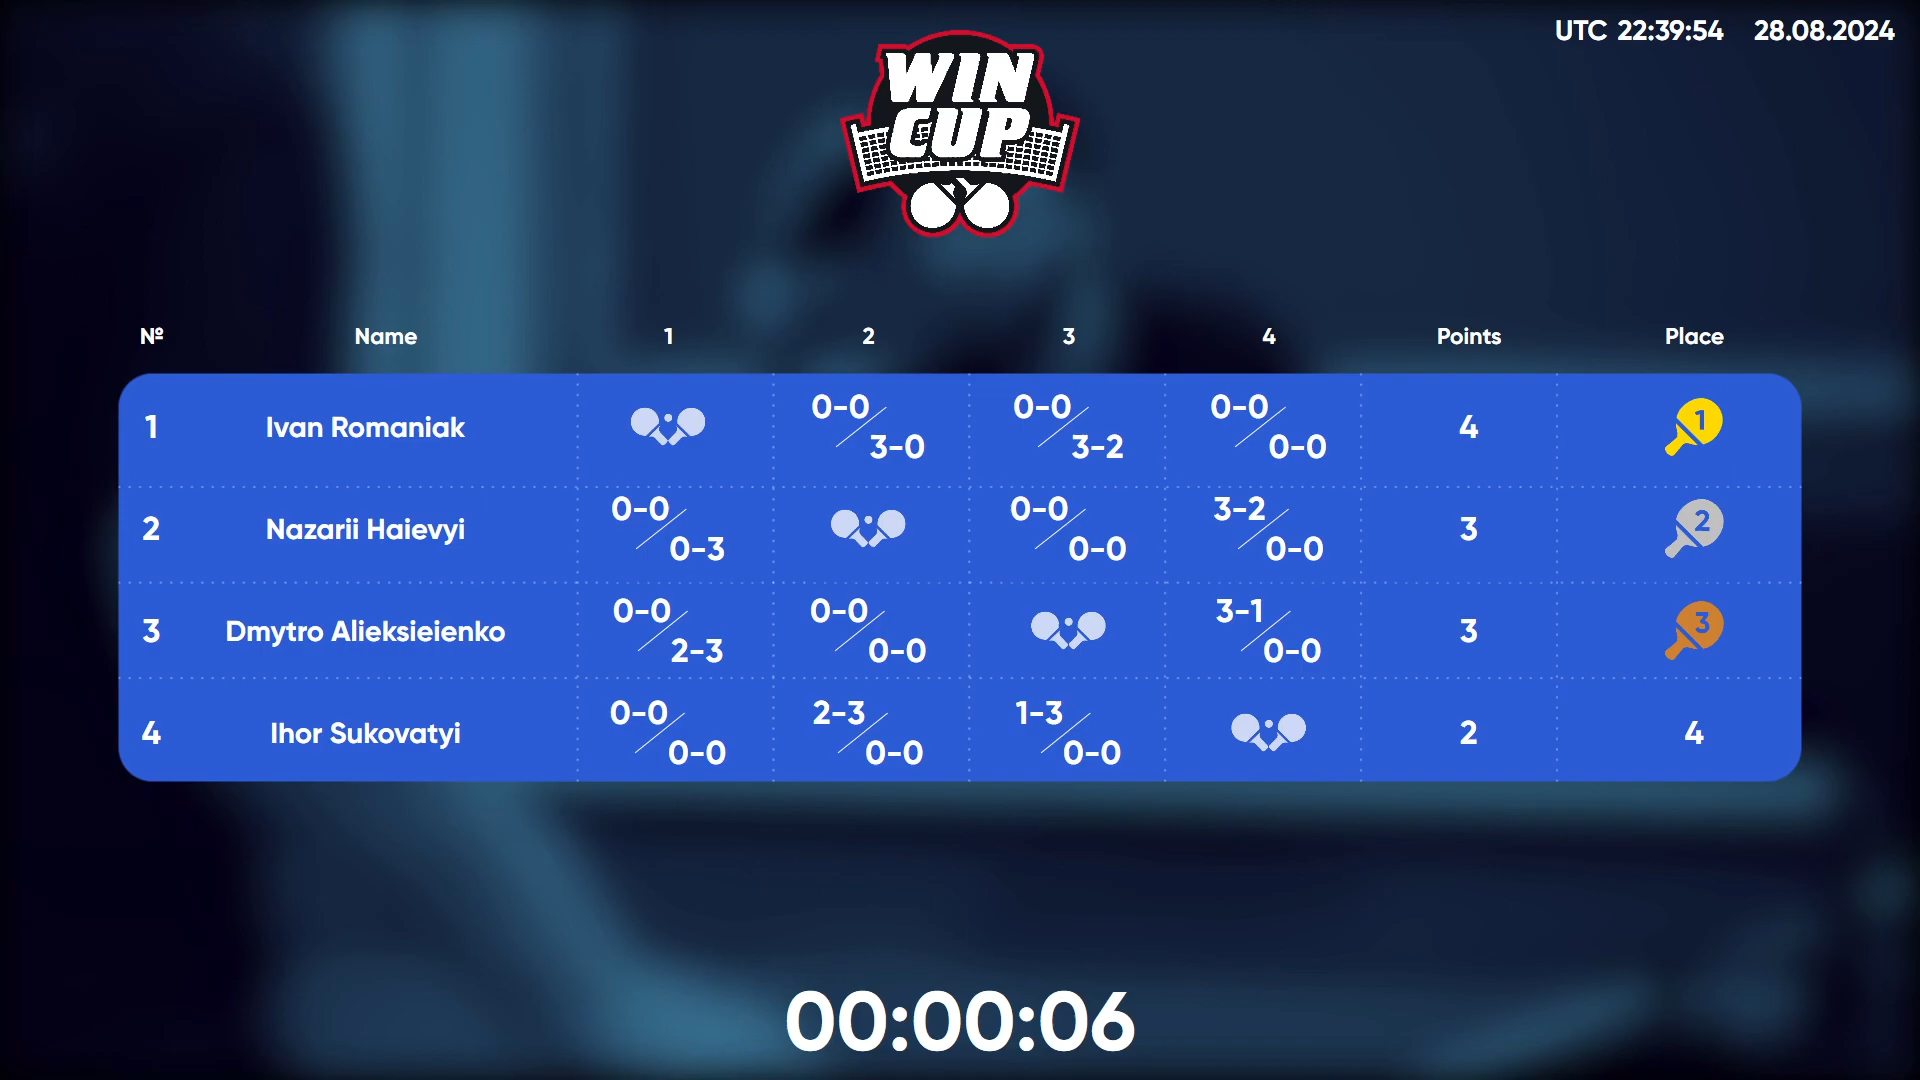 UTC 22:39:54 28.08.2024
WIN
CUP
№ Name 1 2 3 4 Points Place
1 Ivan Romaniak 0-0 3-0 0-0 3-2 0-0 0-0 4 1
2 Nazarii Haievyi 0-0 0-3 0-0 0-0 3-2 0-0 3 2
3 Dmytro Alieksieienko 0-0 2-3 0-0 0-0 3-1 0-0 3 3
4 Ihor Sukovatyi 0-0 0-0 2-3 0-0 1-3 0-0 2 4
00:00:06